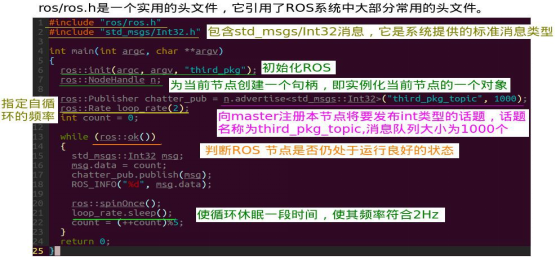 ros/ros.h是一个实用的头文件，它引用了ROS系统中大部分常用的头文件。
1 #include "ros/ros.h"
2 #include "std_msgs/Int32.h" 包含std_msgs/Int32消息，它是系统提供的标准消息类型
4 int main(int argc, char **argv)
5 {
6 ros::init(argc, argv, "third_pkg"); 初始化ROS
7 ros::NodeHandle n;
为当前节点创建一个句柄，即实例化当前节点的一个对象
指定自循环的频率
9 ros::Publisher chatter_pub = n.advertise<std_msgs::Int32>("third_pkg_topic", 1000);
10 ros::Rate loop_rate(2);
11 int count = 0;
向master注册本节点将要发布int类型的话题，话题
名称为third_pkg_topic,消息队列大小为1000个
13 while (ros::ok()) 判断ROS 节点是否仍处于运行良好的状态
14 {
15 std_msgs::Int32 msg;
16 msg.data = count;
17 chatter_pub.publish(msg);
18 ROS_INFO("%d", msg.data);
20 ros::spinOnce();
21 loop_rate.sleep(); 使循环休眠一段时间，使其频率符合2Hz
22 count = (++count)%5;
23 }
24 return 0;
25 }